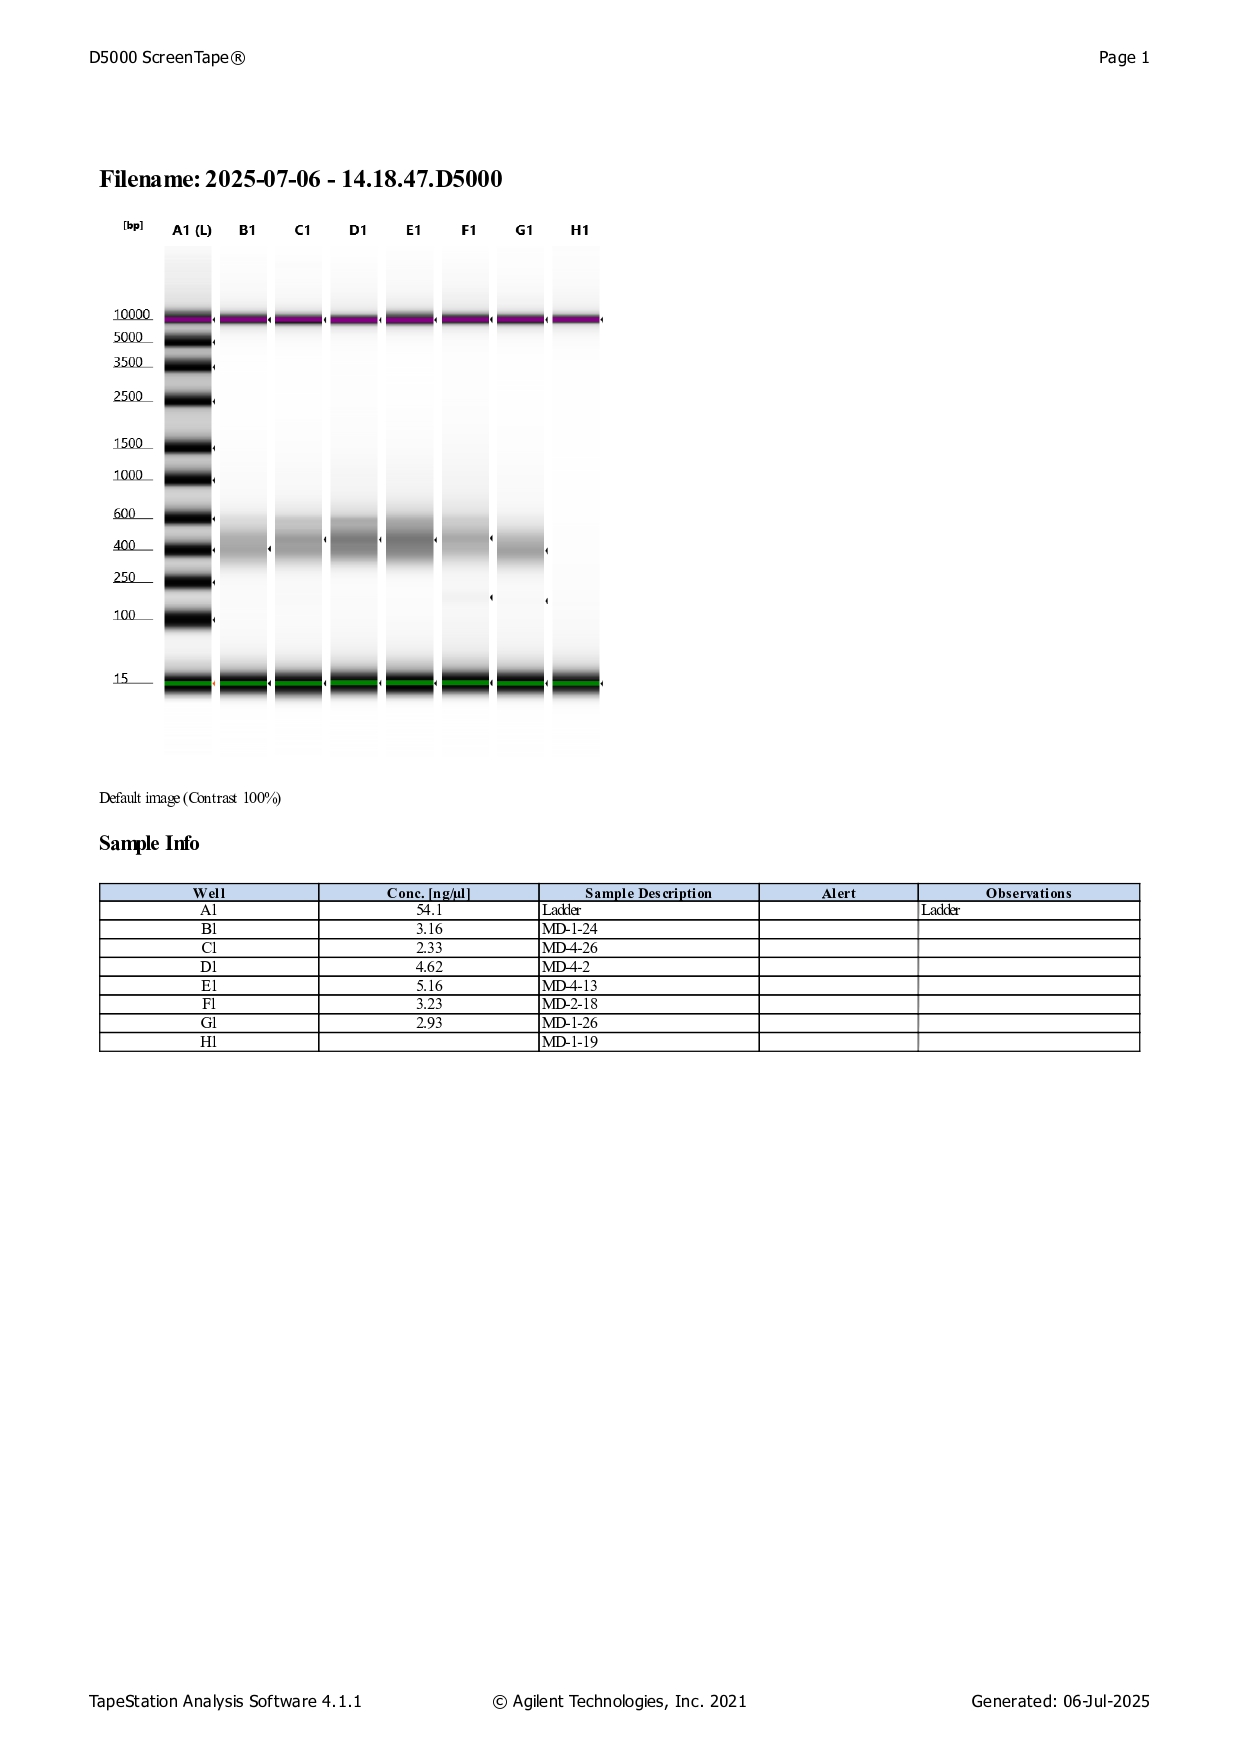 D5000 ScreenTape® Page 1
Filename: 2025-07-06 - 14.18.47.D5000
[bp] A1 (L) B1 C1 D1 E1 F1 G1 H1
10000
5000
3500
2500
1500
1000
600
400
250
100
15
Default image (Contrast 100%)
Sample Info
Well Conc. [ng/µl] Sample Description Alert Observations
A1 54.1 Ladder Ladder
B1 3.16 MD-1-24
C1 2.33 MD-4-26
D1 4.62 MD-4-2
E1 5.16 MD-4-13
F1 3.23 MD-2-18
G1 2.93 MD-1-26
H1 MD-1-19
TapeStation Analysis Software 4.1.1 © Agilent Technologies, Inc. 2021 Generated: 06-Jul-2025